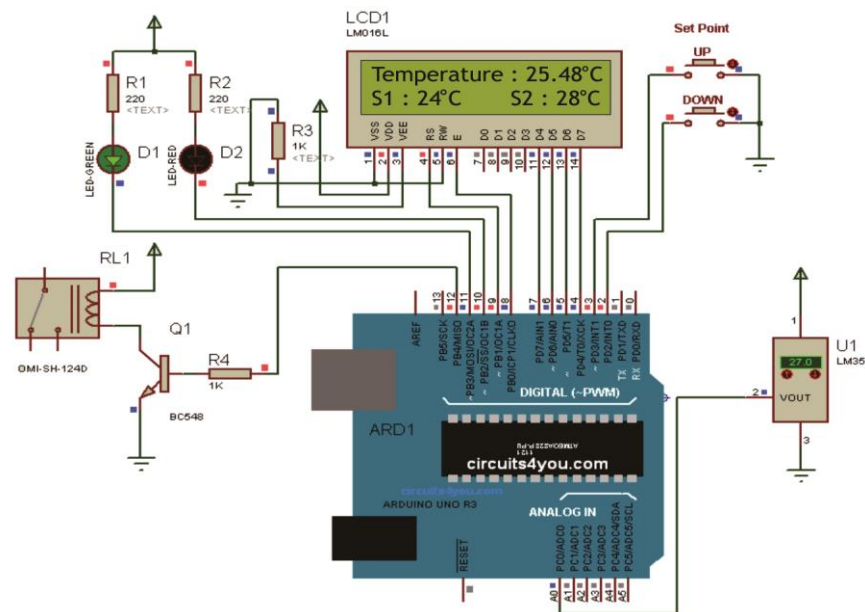 LCD1
LM016L
Temperature : 25.48°C
S1 : 24°C S2 : 28°C
VSS
VDD
VEE
RS
RW
E
D0
D1
D2
D3
D4
D5
D6
D7
1
2
3
4
5
6
7
8
9
10
11
12
13
14
Set Point
UP
DOWN
R1
220
<TEXT>
R2
220
<TEXT>
R3
1K
<TEXT>
D1
LED-GREEN
D2
LED-RED
RL1
OMI-SH-124D
Q1
BC548
R4
1K
AREF
13
12
11
10
9
8
7
6
5
4
3
2
1
0
PB5/SCK
PB4/MISO
PB3/MOSI/OC2A
PB2/SS/OC1B
PB1/OC1A
PB0/ICP1/CLKO
PD7/AIN1
PD6/AIN0
PD5/T1
PD4/T0/XCK
PD3/INT1
PD2/INT0
PD1/TXD
PD0/RXD
~
~
~
~
~
~
TX
RX
DIGITAL (~PWM)
ARD1
1121
circuits4you.com
circuits4you.com
ARDUINO UNO R3
ANALOG IN
RESET
PC0/ADC0
PC1/ADC1
PC2/ADC2
PC3/ADC3
PC4/ADC4/SDA
PC5/ADC5/SCL
A0
A1
A2
A3
A4
A5
1
U1
27.0
LM35
2
VOUT
3